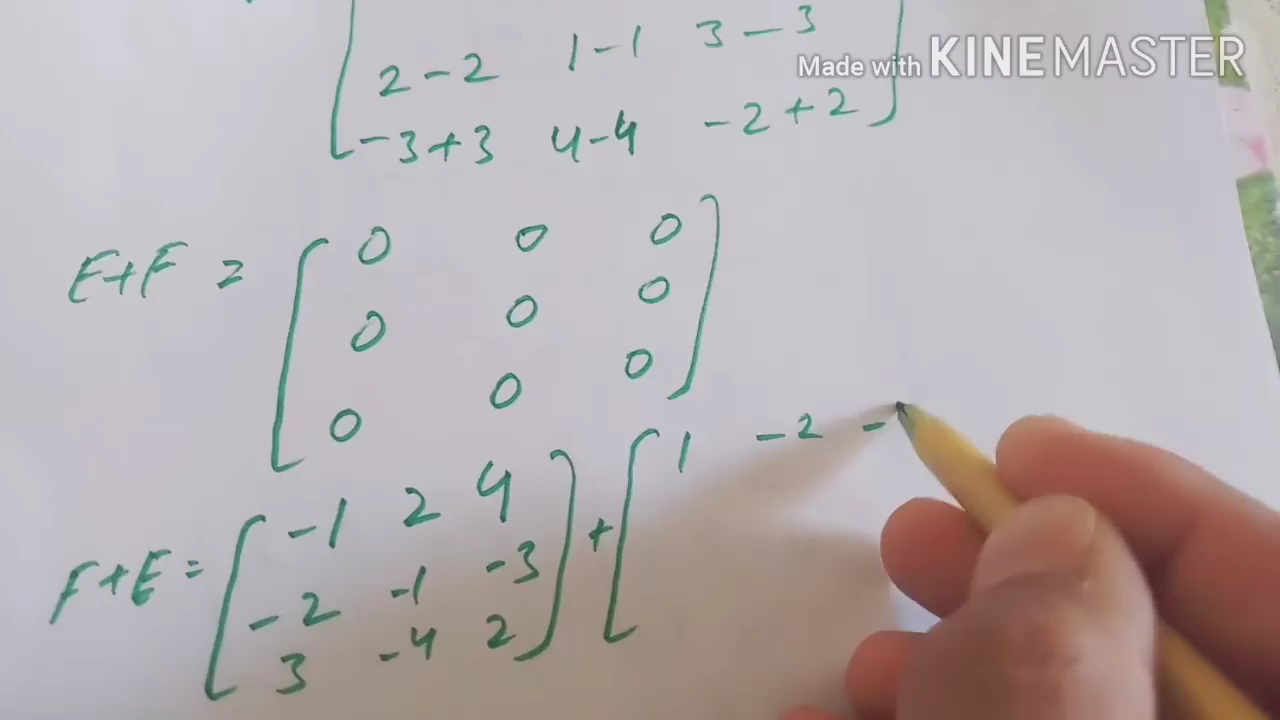 Made with KINEMASTER
2-2 1-1 3-3
-3+3 4-4 -2+2
E+F = 0 0 0
0 0 0
0 0 0
F+E= -1 2 4 + 1 -2 -
-2 -1 -3
3 -4 2